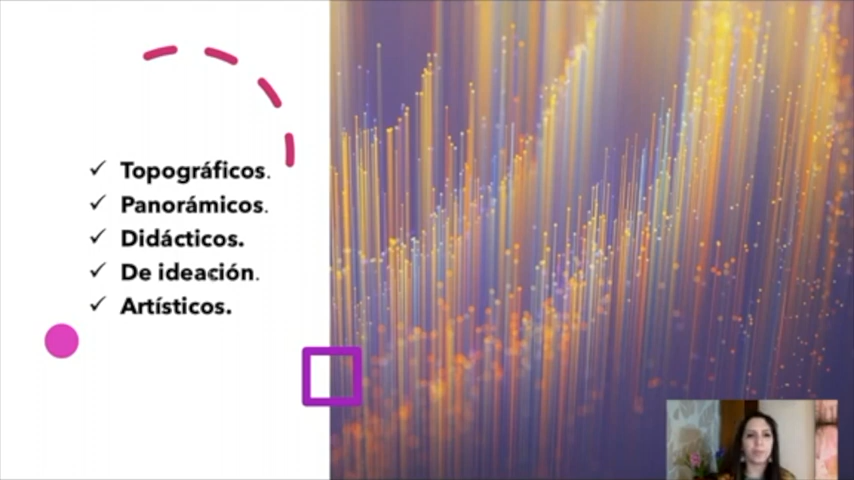 Topográficos.
Panorámicos.
Didácticos.
De ideación.
Artísticos.